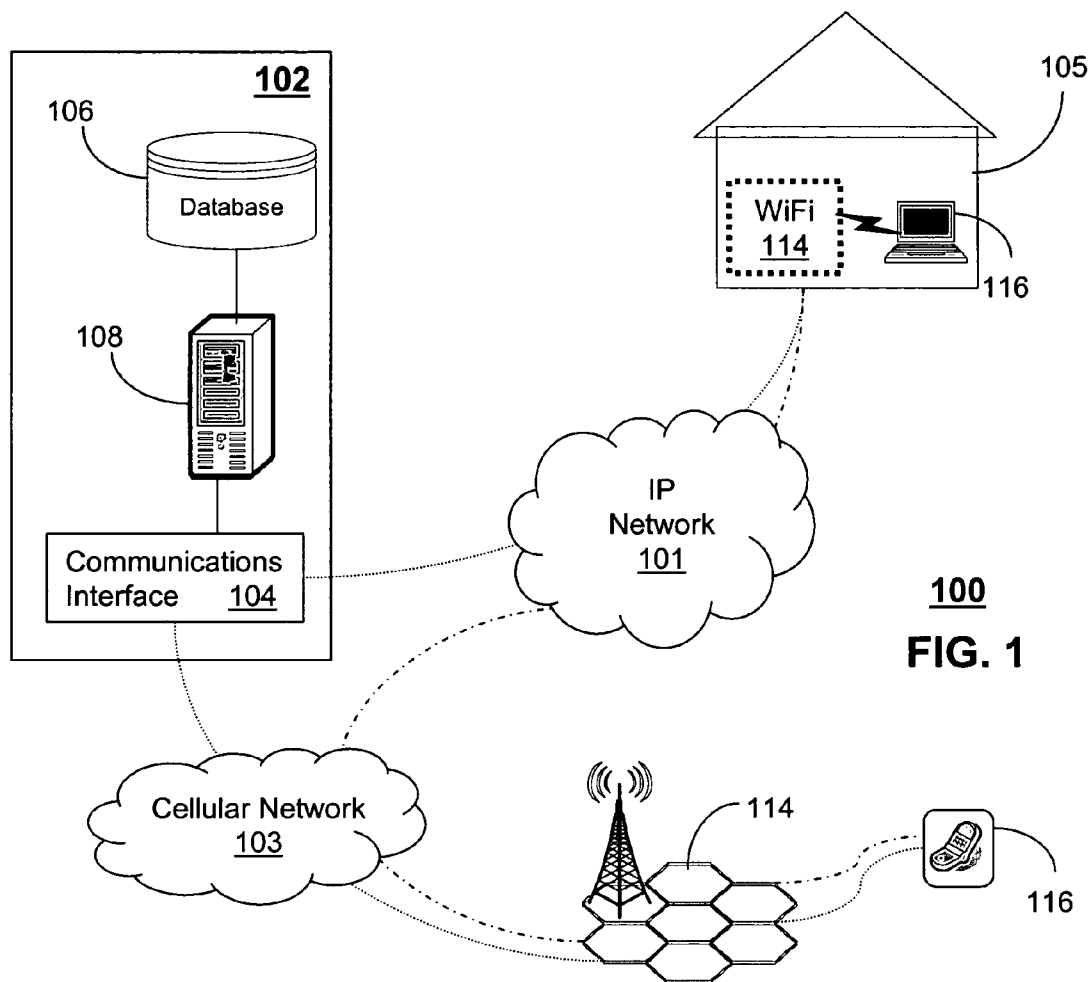 102
106
Database
108
Communications
Interface 104
105
WiFi
114
116
IP
Network
101
100
FIG. 1
Cellular Network
103
114
116